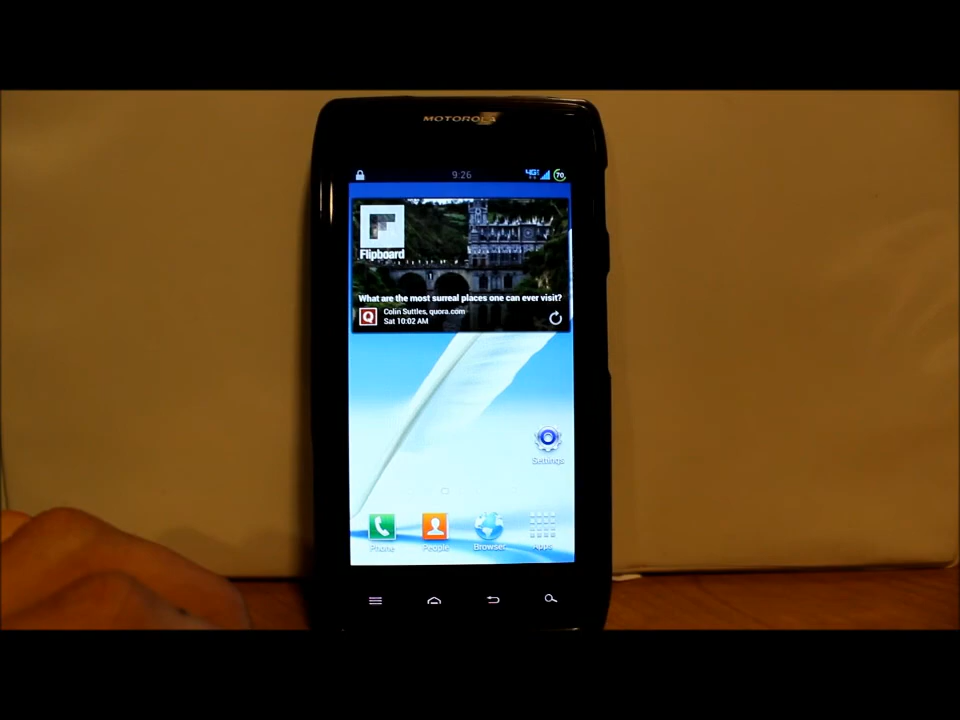 MOTOROLA
9:26
4G
70
Flipboard
What are the most surreal places one can ever visit?
Q
Colin Suttles, quora.com
Sat 10:02 AM
Settings
Phone
People
Browser
Apps